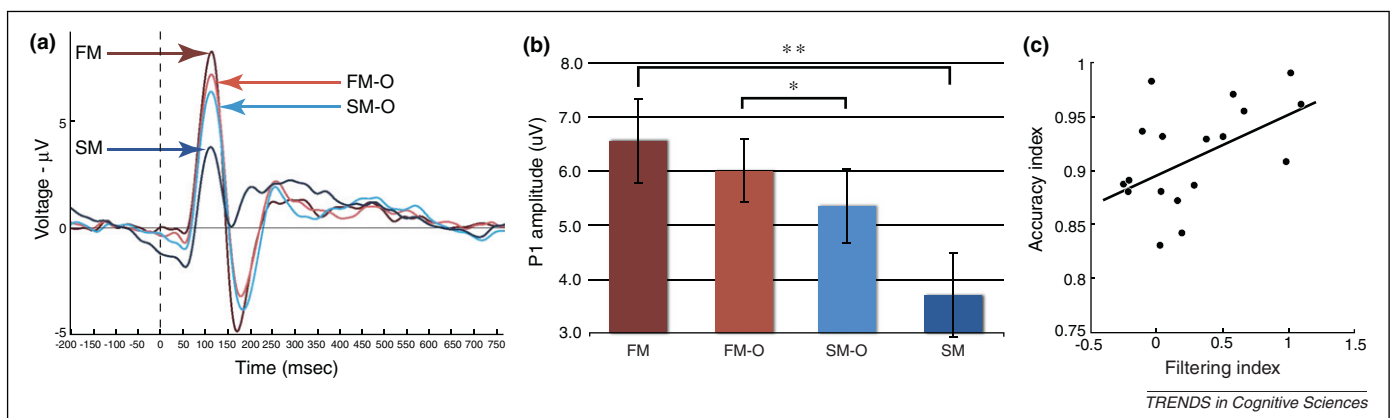 (a)
FM
FM-O
SM-O
SM
Voltage - μV
5
0
-5
-200 -150 -100 -50 0 50 100 150 200 250 300 350 400 450 500 550 600 650 700 750
Time (msec)
(b)
**
*
P1 amplitude (uV)
8.0
7.0
6.0
5.0
4.0
3.0
FM FM-O SM-O SM
(c)
Accuracy index
1
0.95
0.9
0.85
0.8
0.75
-0.5 0 0.5 1 1.5
Filtering index
TRENDS in Cognitive Sciences